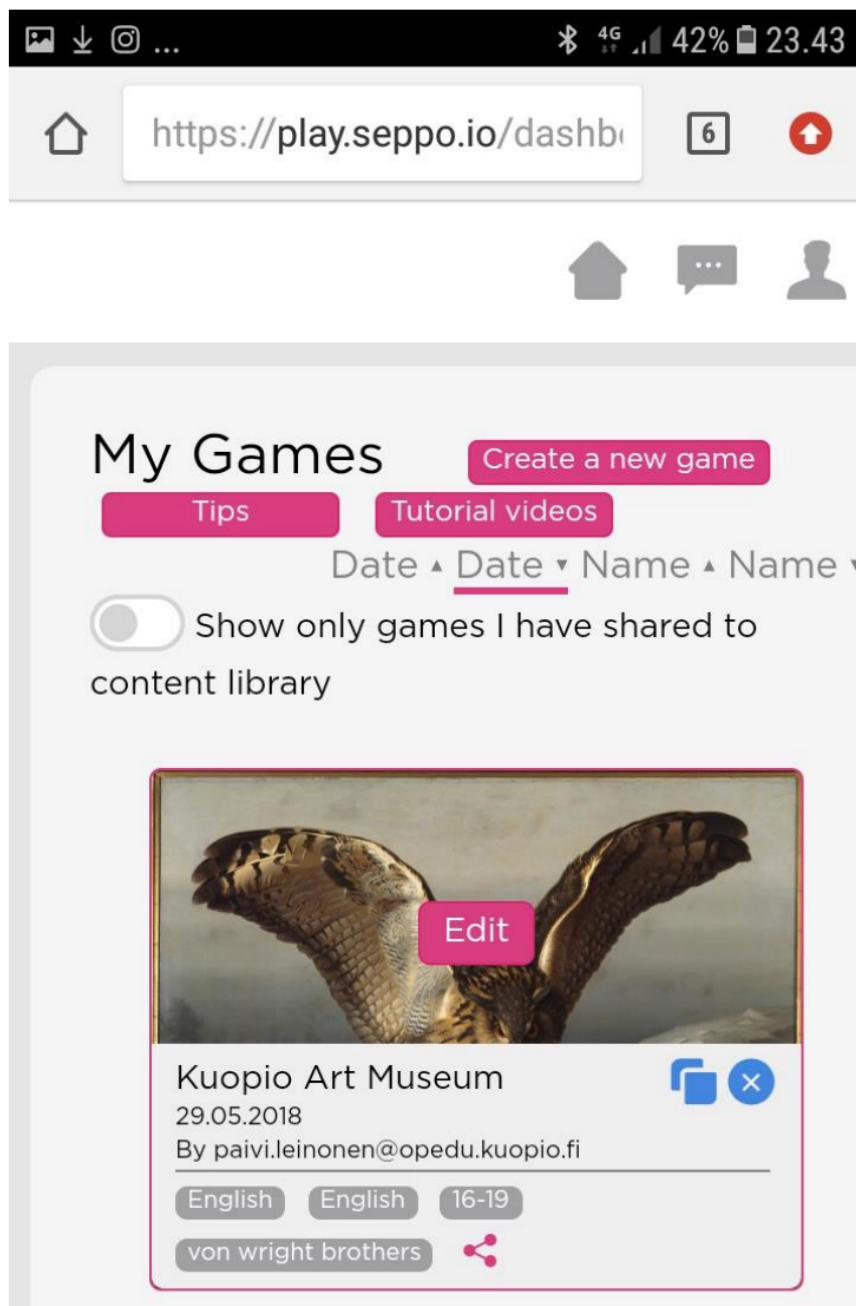 ... 4G 42% 23.43
https://play.seppo.io/dashb 6
My Games Create a new game
Tips Tutorial videos
Date ▲ Date ▼ Name ▲ Name ▼
Show only games I have shared to
content library
Edit
Kuopio Art Museum
29.05.2018
By paivi.leinonen@opedu.kuopio.fi
English English 16-19
von wright brothers